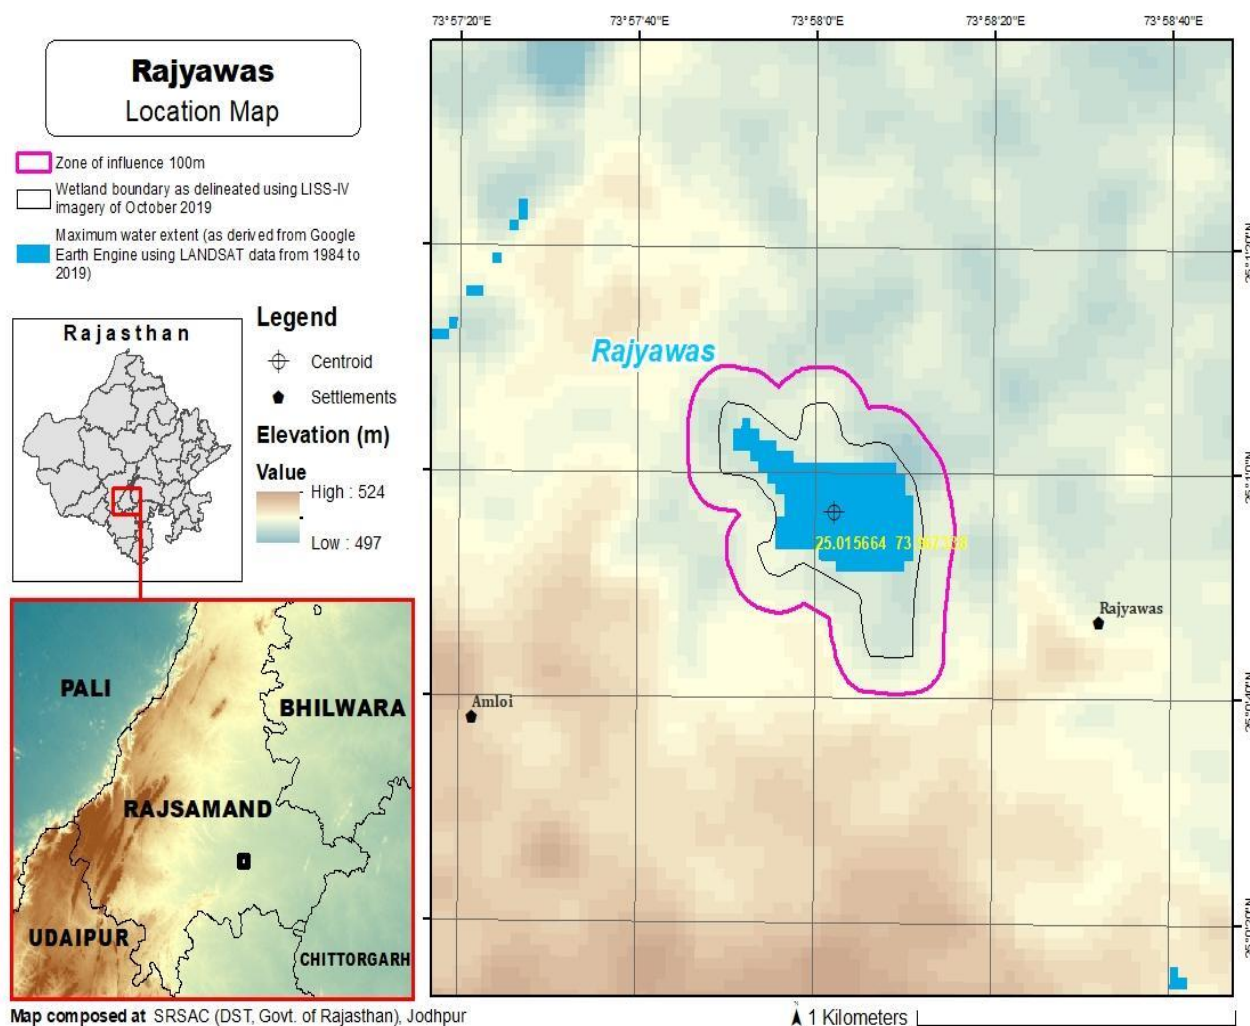 73°57'20"E 73°57'40"E 73°58'0"E 73°58'20"E 73°58'40"E
Rajyawas
Location Map
Zone of influence 100m
Wetland boundary as delineated using LISS-IV
imagery of October 2019
Maximum water extent (as derived from Google
Earth Engine using LANDSAT data from 1984 to
2019)
Rajasthan
Legend
Centroid
Settlements
Elevation (m)
Value
High : 524
Low : 497
Rajyawas
25.015664 73
Rajyawas
Amloi
PALI
BHILWARA
RAJSAMAND
UDAIPUR
CHITTORGARH
Map composed at SRSAC (DST, Govt. of Rajasthan), Jodhpur
1 Kilometers